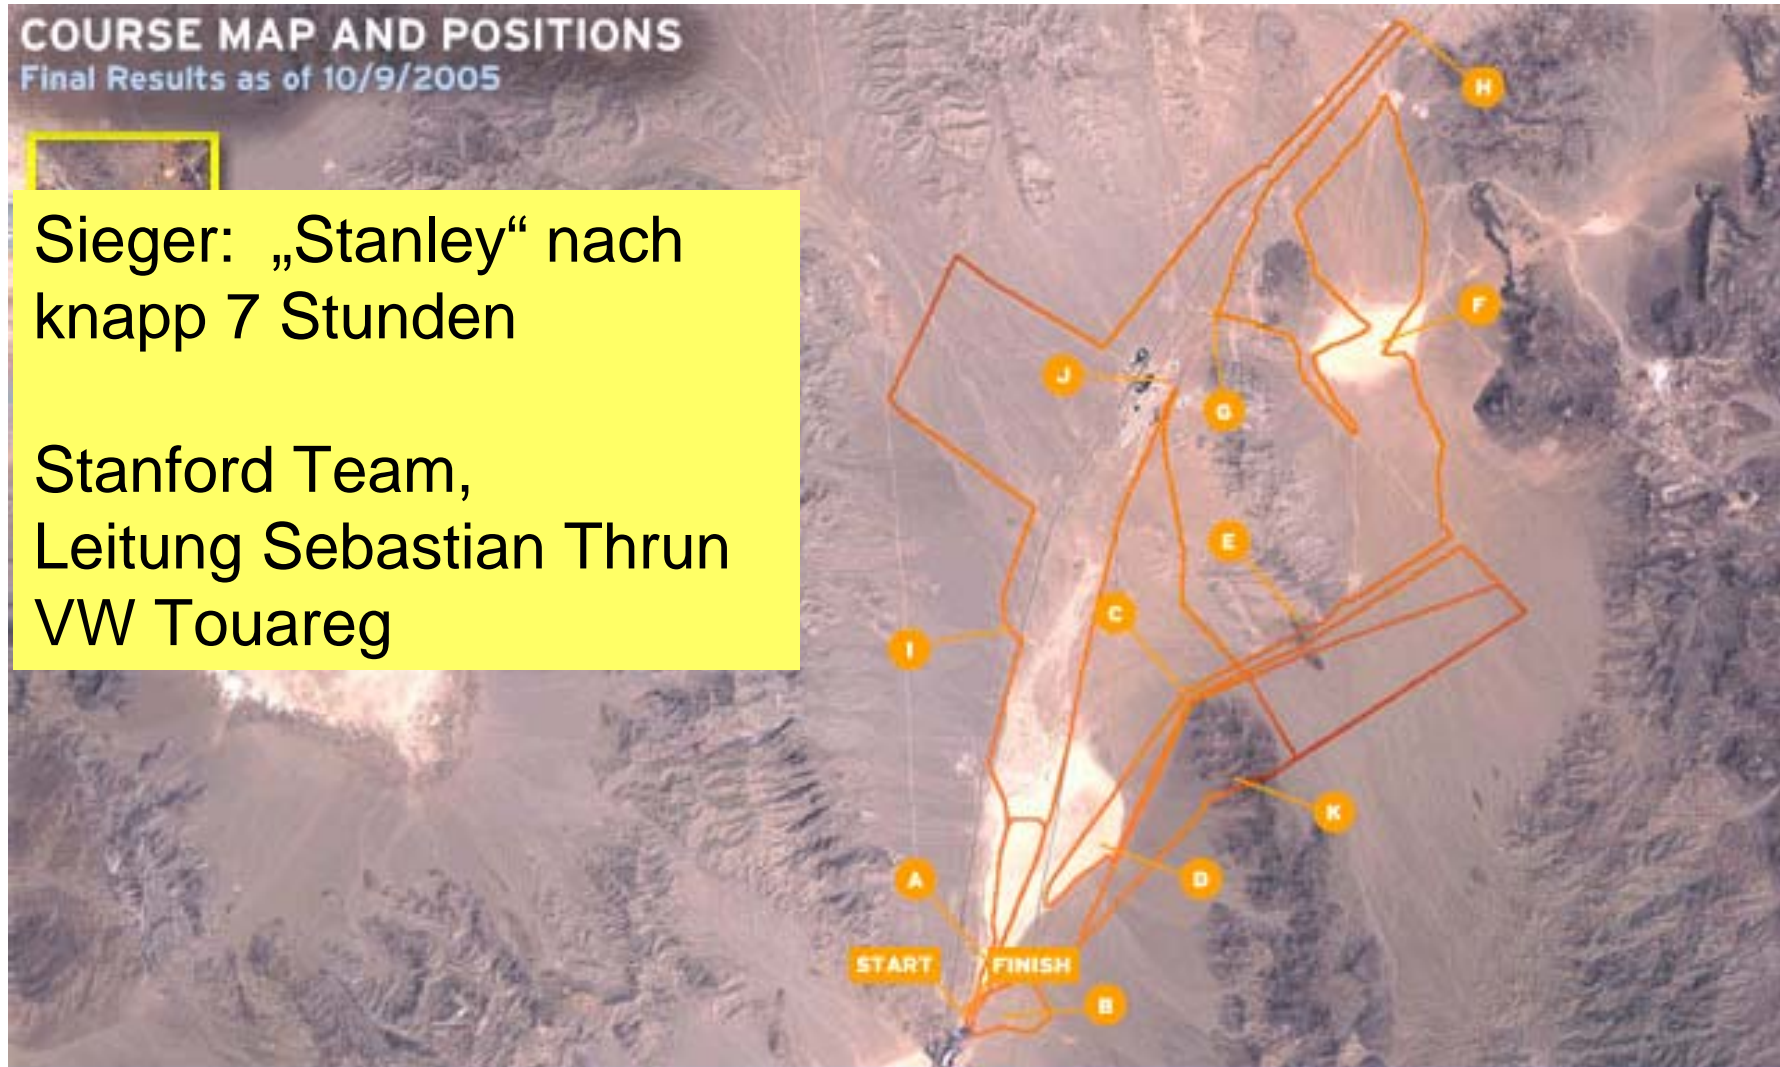 COURSE MAP AND POSITIONS
Final Results as of 10/9/2005
Sieger: „Stanley“ nach
knapp 7 Stunden
Stanford Team,
Leitung Sebastian Thrun
VW Touareg
H
F
J
G
E
C
I
K
A
D
START
FINISH
B